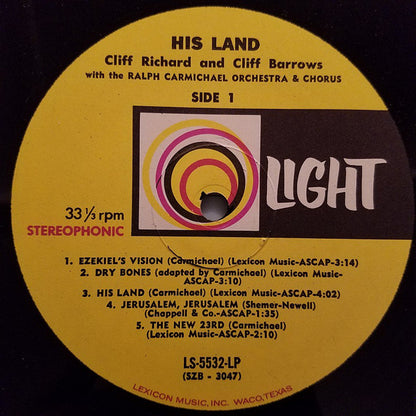 HIS LAND
Cliff Richard and Cliff Barrows
with the RALPH CARMICHAEL ORCHESTRA & CHORUS
SIDE 1
LIGHT
33 1/3 rpm
STEREOPHONIC
1. EZEKIEL'S VISION (Carmichael) (Lexicon Music-ASCAP-3:14)
2. DRY BONES (adapted by Carmichael) (Lexicon Music-
ASCAP-3:10)
3. HIS LAND (Carmichael) (Lexicon Music-ASCAP-4:02)
4. JERUSALEM, JERUSALEM (Shemer-Newell)
(Chappell & Co.-ASCAP-1:35)
5. THE NEW 23RD (Carmichael)
(Lexicon Music-ASCAP-2:10)
LS-5532-LP
(SZB - 3047)
LEXICON MUSIC, INC. WACO, TEXAS